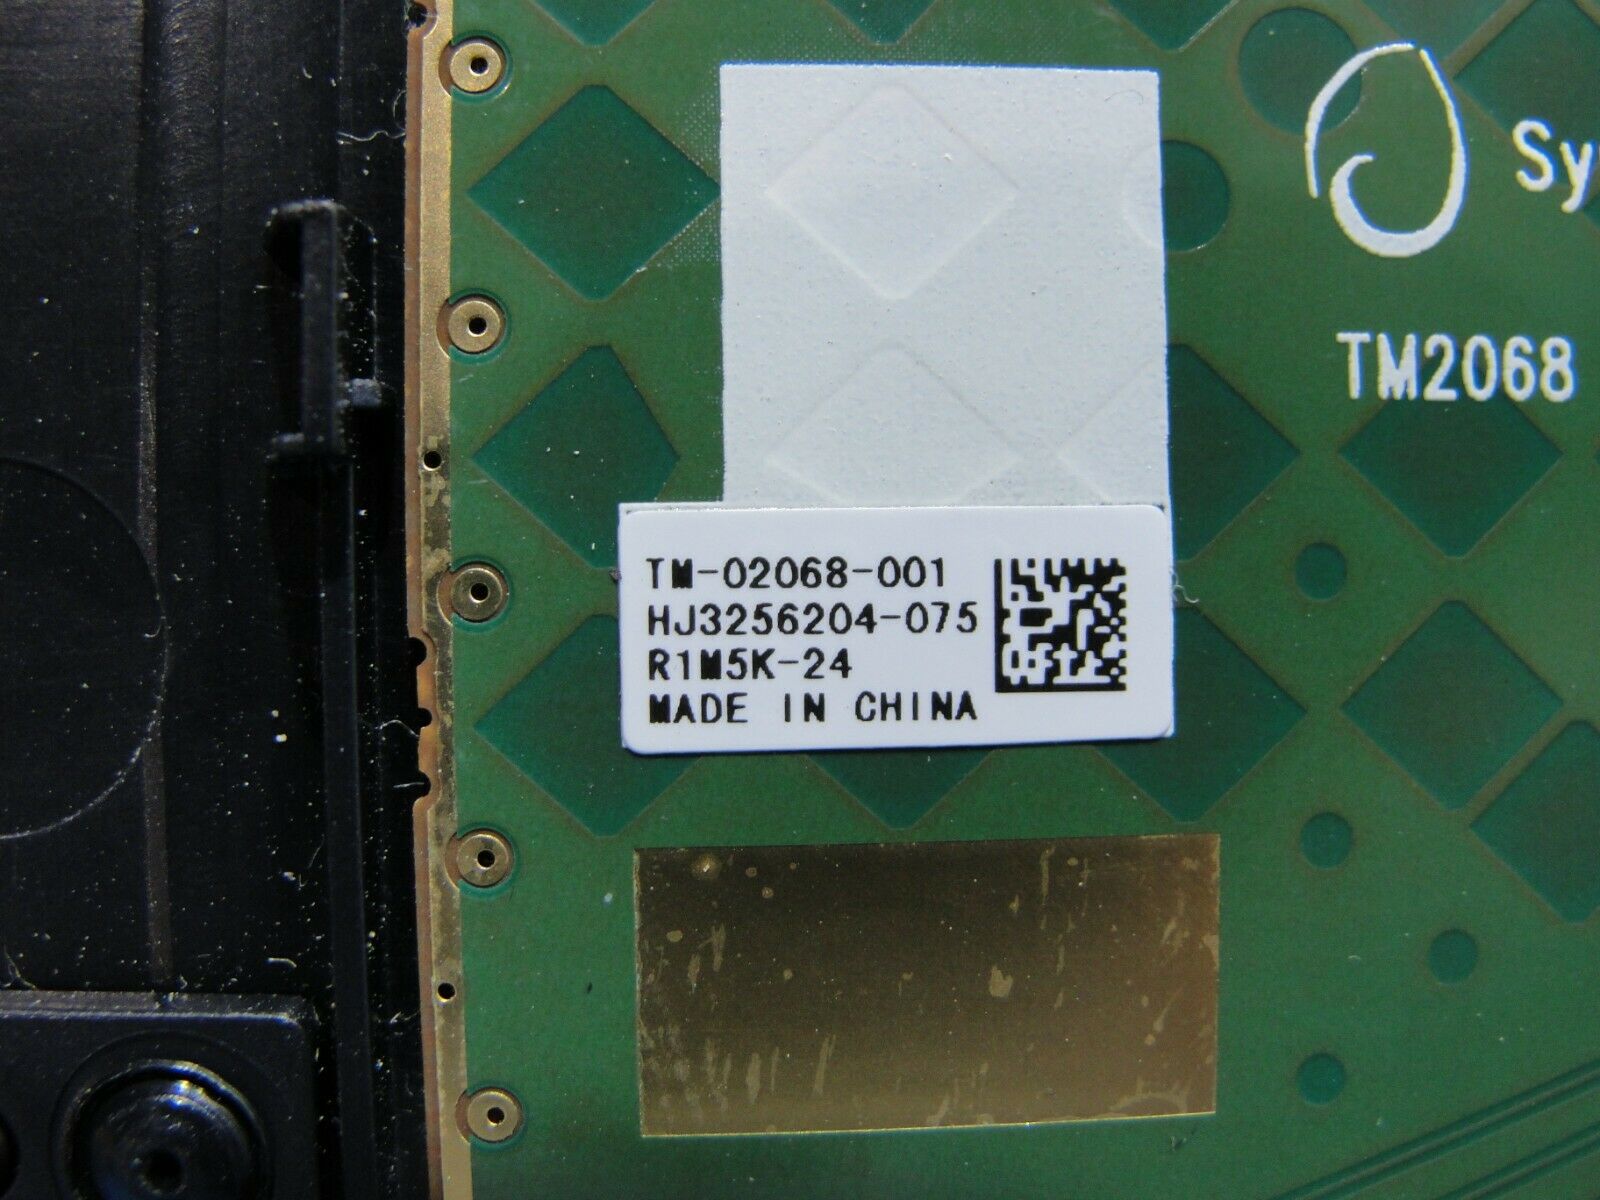 Sy
TM2068
TM-02068-001
HJ3256204-075
R1M5K-24
MADE IN CHINA